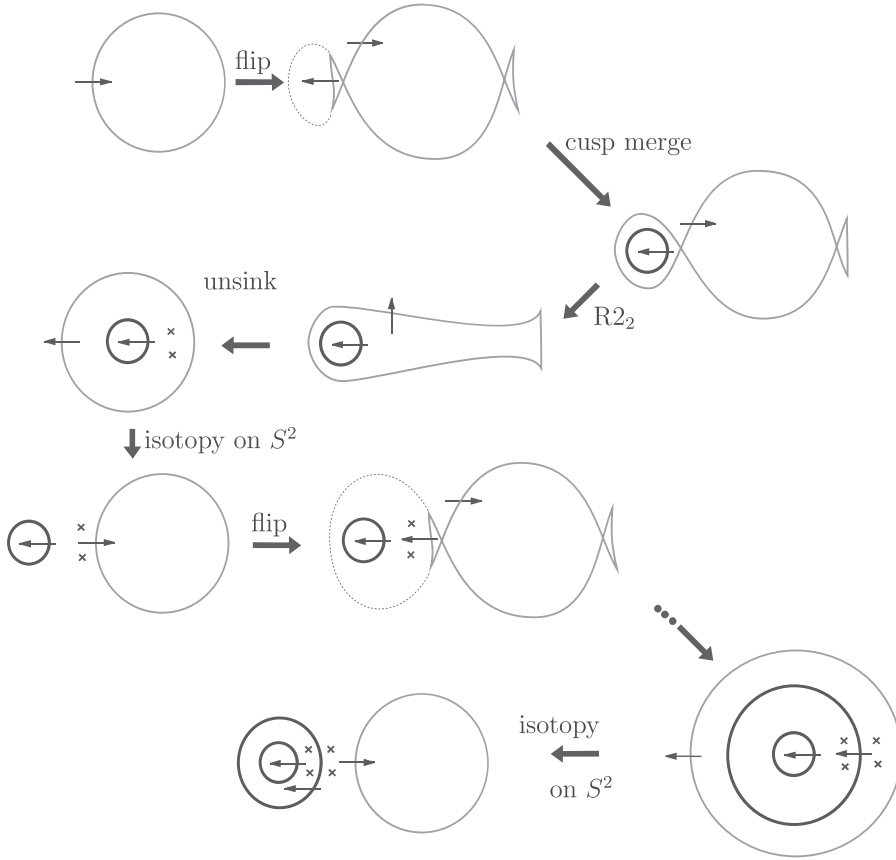 flip
cusp merge
unsink
R2₂
isotopy on S²
flip
isotopy
on S²